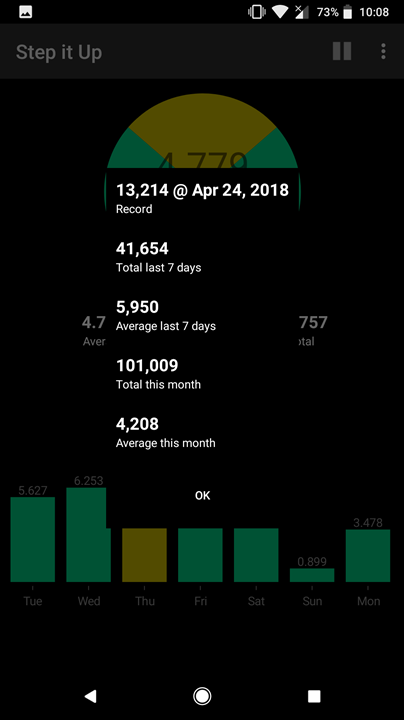 73% 10:08
Step it Up
4,779
13,214 @ Apr 24, 2018
Record
41,654
Total last 7 days
5,950
Average last 7 days
4.7 757
Aver otal
101,009
Total this month
4,208
Average this month
OK
5.627 6.253 3.478 0.899
Tue Wed Thu Fri Sat Sun Mon